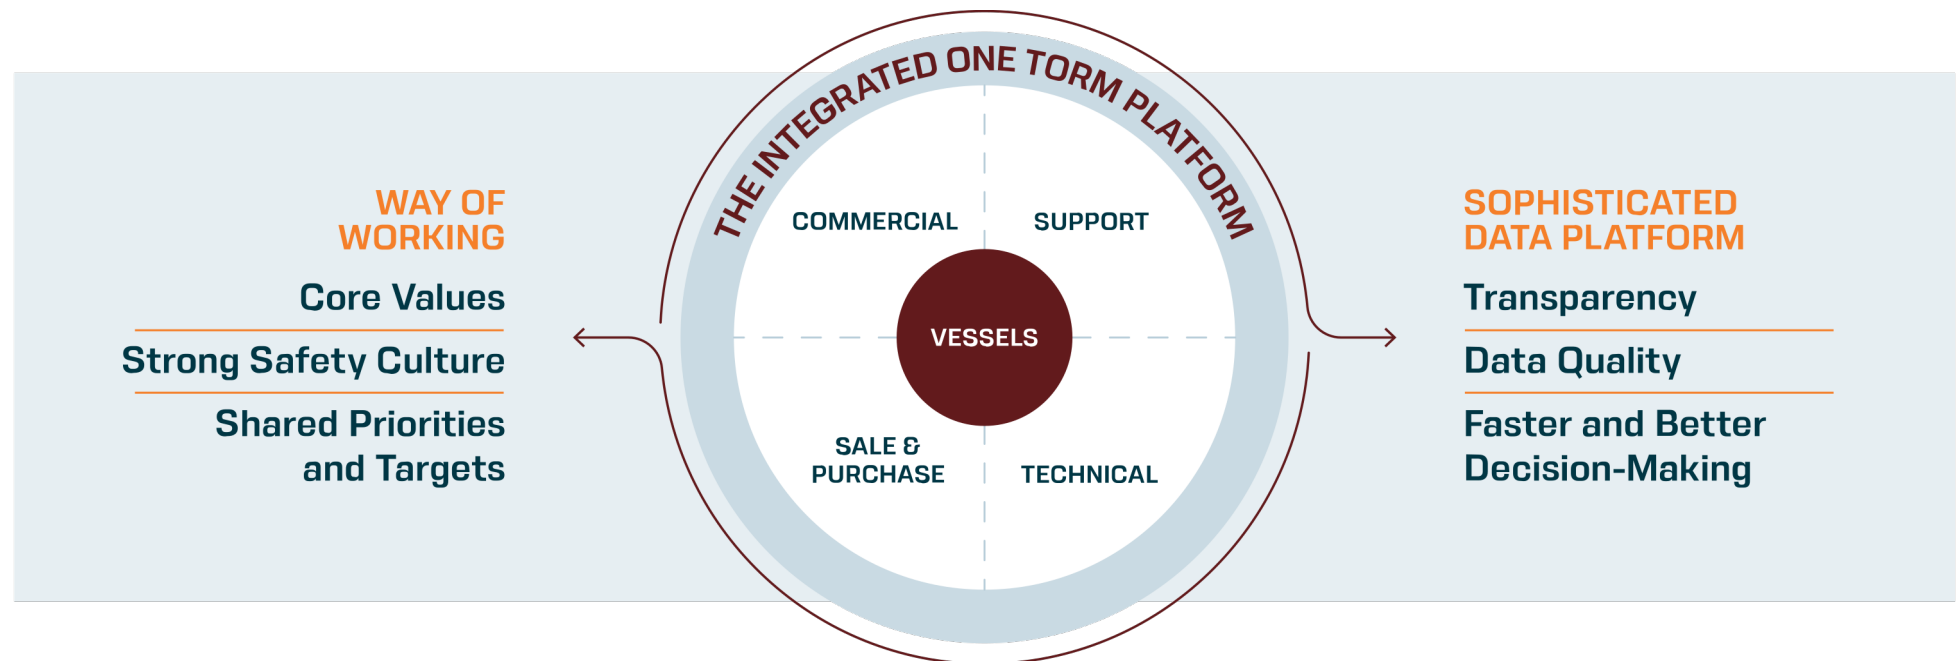 THE INTEGRATED ONE TORM PLATFORM
WAY OF
WORKING
Core Values
Strong Safety Culture
Shared Priorities
and Targets
COMMERCIAL
SUPPORT
VESSELS
SALE &
PURCHASE
TECHNICAL
SOPHISTICATED
DATA PLATFORM
Transparency
Data Quality
Faster and Better
Decision-Making